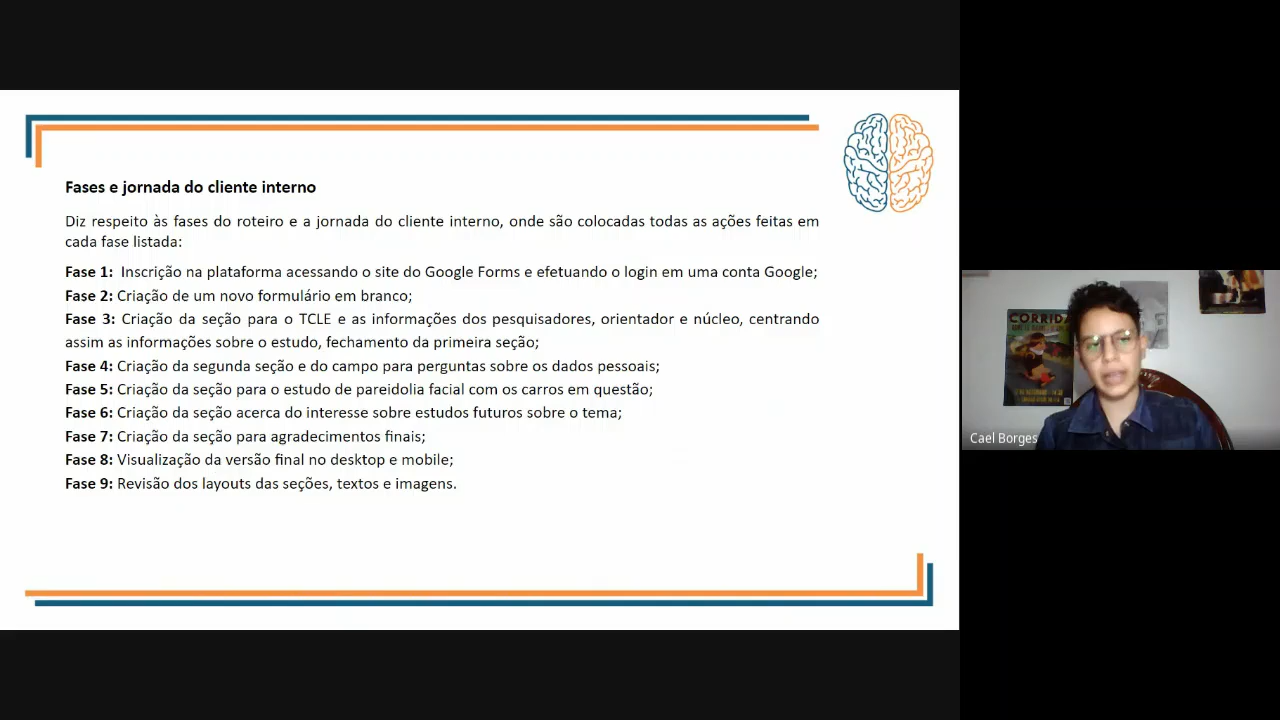 Fases e jornada do cliente interno
Diz respeito às fases do roteiro e a jornada do cliente interno, onde são colocadas todas as ações feitas em
cada fase listada:
Fase 1: Inscrição na plataforma acessando o site do Google Forms e efetuando o login em uma conta Google;
Fase 2: Criação de um novo formulário em branco;
Fase 3: Criação da seção para o TCLE e as informações dos pesquisadores, orientador e núcleo, centrando
assim as informações sobre o estudo, fechamento da primeira seção;
Fase 4: Criação da segunda seção e do campo para perguntas sobre os dados pessoais;
Fase 5: Criação da seção para o estudo de pareidolia facial com os carros em questão;
Fase 6: Criação da seção acerca do interesse sobre estudos futuros sobre o tema;
Fase 7: Criação da seção para agradecimentos finais;
Fase 8: Visualização da versão final no desktop e mobile;
Fase 9: Revisão dos layouts das seções, textos e imagens.
CORRIDA
Cael Borges